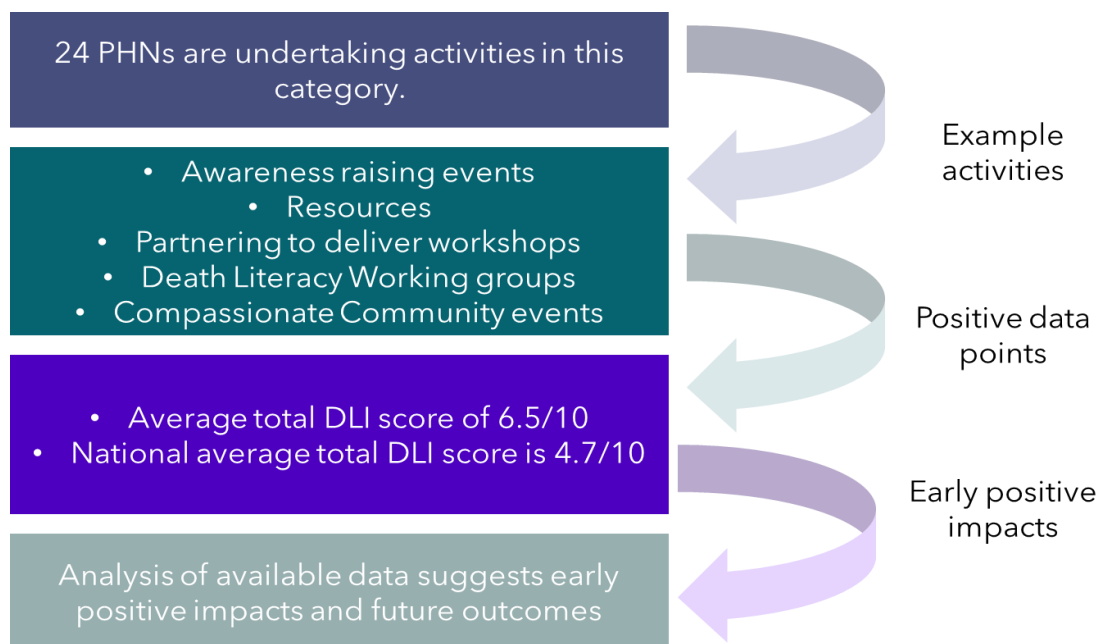 24 PHNs are undertaking activities in this
category.
Example
activities
• Awareness raising events
• Resources
• Partnering to deliver workshops
• Death Literacy Working groups
• Compassionate Community events
Positive data
points
• Average total DLI score of 6.5/10
• National average total DLI score is 4.7/10
Early positive
impacts
Analysis of available data suggests early
positive impacts and future outcomes